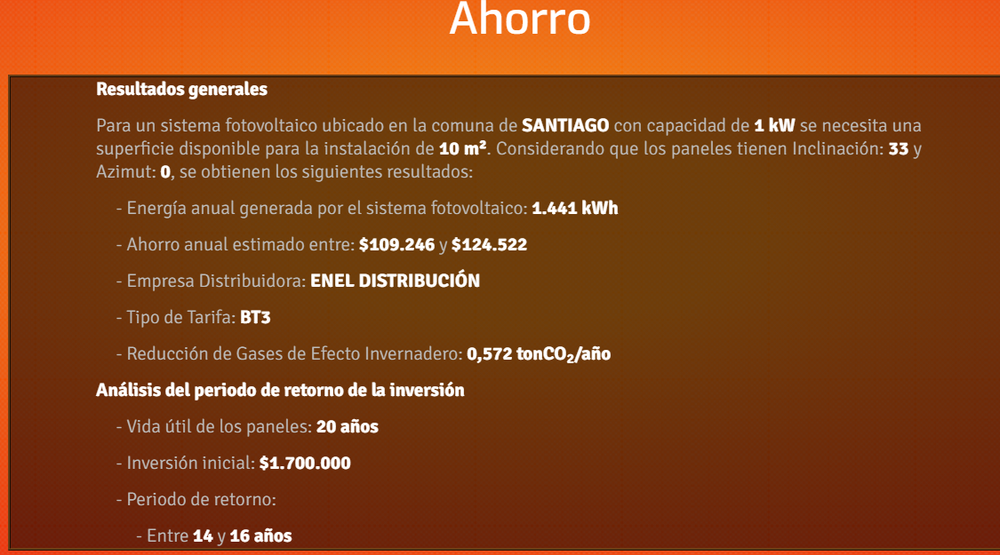 Ahorro
Resultados generales
Para un sistema fotovoltaico ubicado en la comuna de SANTIAGO con capacidad de 1 kW se necesita una
superficie disponible para la instalación de 10 m². Considerando que los paneles tienen Inclinación: 33 y
Azimut: 0, se obtienen los siguientes resultados:
- Energía anual generada por el sistema fotovoltaico: 1.441 kWh
- Ahorro anual estimado entre: $109.246 y $124.522
- Empresa Distribuidora: ENEL DISTRIBUCIÓN
- Tipo de Tarifa: BT3
- Reducción de Gases de Efecto Invernadero: 0,572 tonCO₂/año
Análisis del periodo de retorno de la inversión
- Vida útil de los paneles: 20 años
- Inversión inicial: $1.700.000
- Periodo de retorno:
- Entre 14 y 16 años